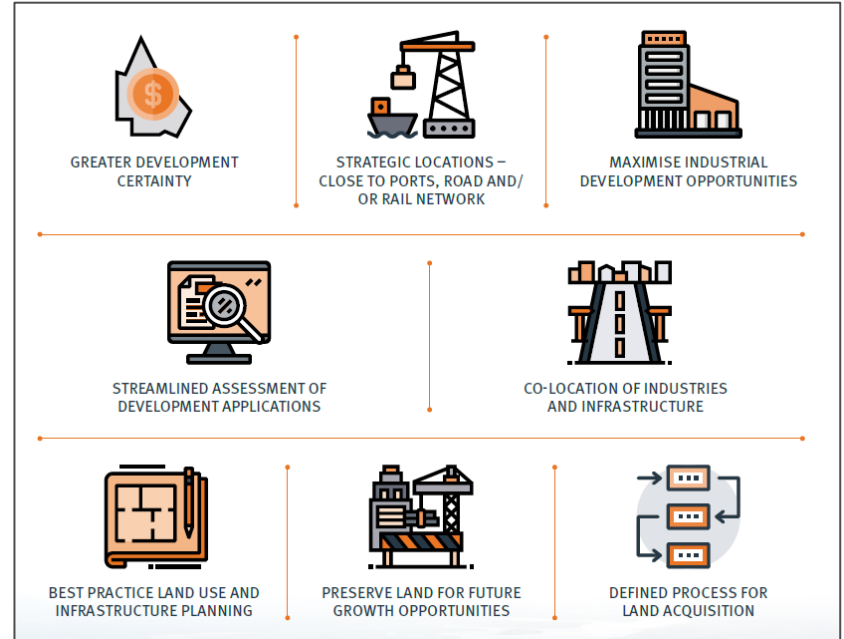 $
GREATER DEVELOPMENT
CERTAINTY
STRATEGIC LOCATIONS –
CLOSE TO PORTS, ROAD AND/
OR RAIL NETWORK
MAXIMISE INDUSTRIAL
DEVELOPMENT OPPORTUNITIES
STREAMLINED ASSESSMENT OF
DEVELOPMENT APPLICATIONS
CO-LOCATION OF INDUSTRIES
AND INFRASTRUCTURE
BEST PRACTICE LAND USE AND
INFRASTRUCTURE PLANNING
PRESERVE LAND FOR FUTURE
GROWTH OPPORTUNITIES
DEFINED PROCESS FOR
LAND ACQUISITION